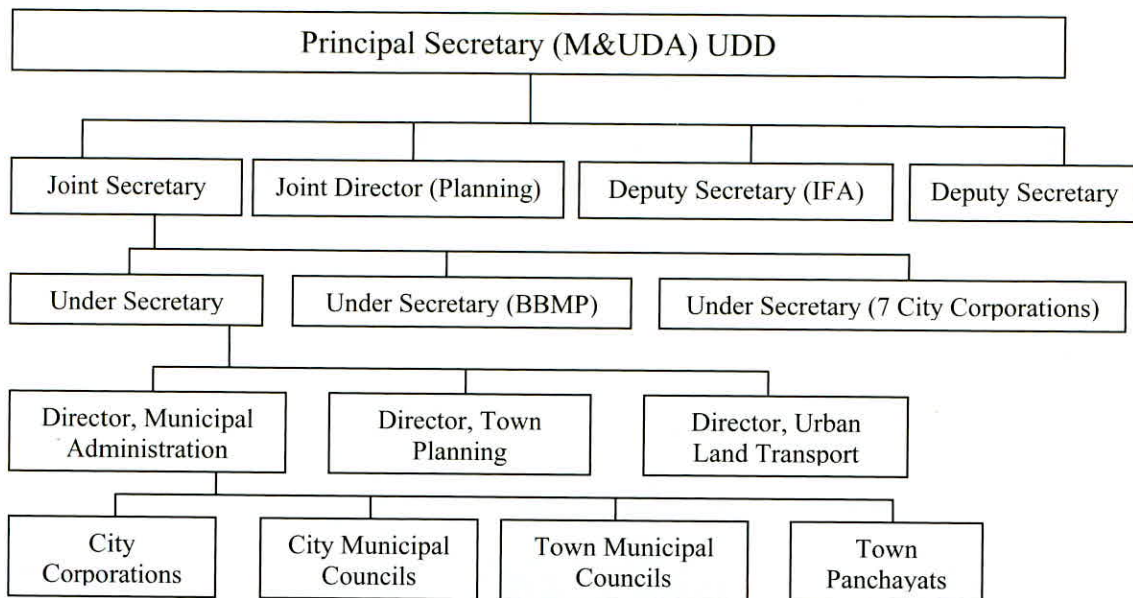 Principal Secretary (M&UDA) UDD
Joint Secretary
Joint Director (Planning)
Deputy Secretary (IFA)
Deputy Secretary
Under Secretary
Under Secretary (BBMP)
Under Secretary (7 City Corporations)
Director, Municipal
Administration
Director, Town
Planning
Director, Urban
Land Transport
City
Corporations
City Municipal
Councils
Town Municipal
Councils
Town
Panchayats